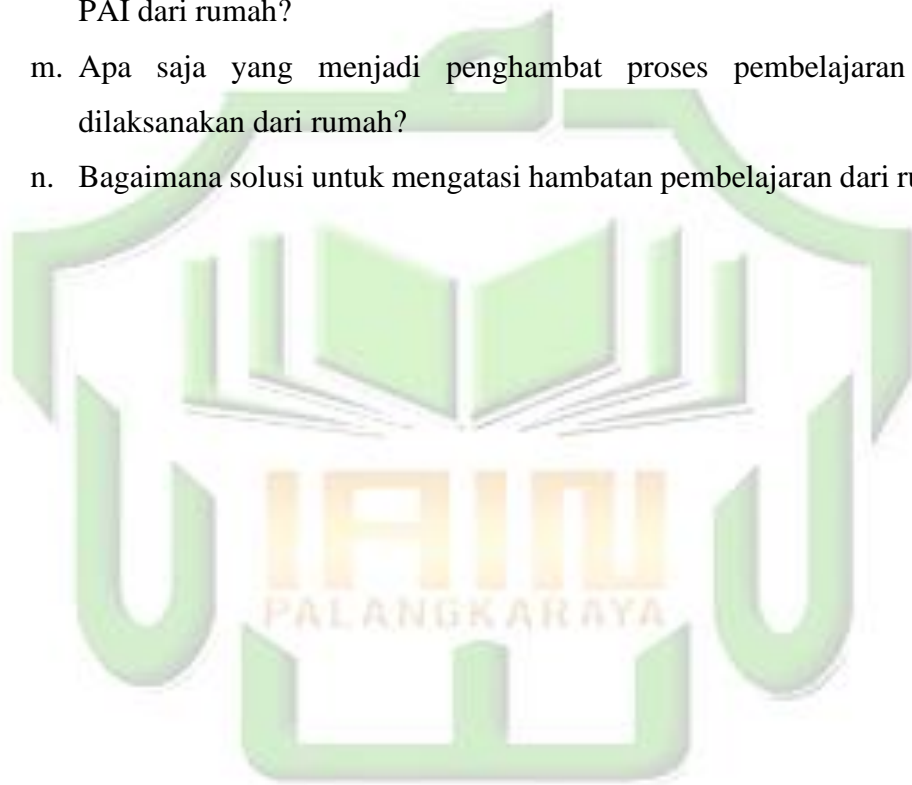 PAI dari rumah?
m. Apa saja yang menjadi penghambat proses pembelajaran
dilaksanakan dari rumah?
n. Bagaimana solusi untuk mengatasi hambatan pembelajaran dari
IAIN
PALANGKARAYA